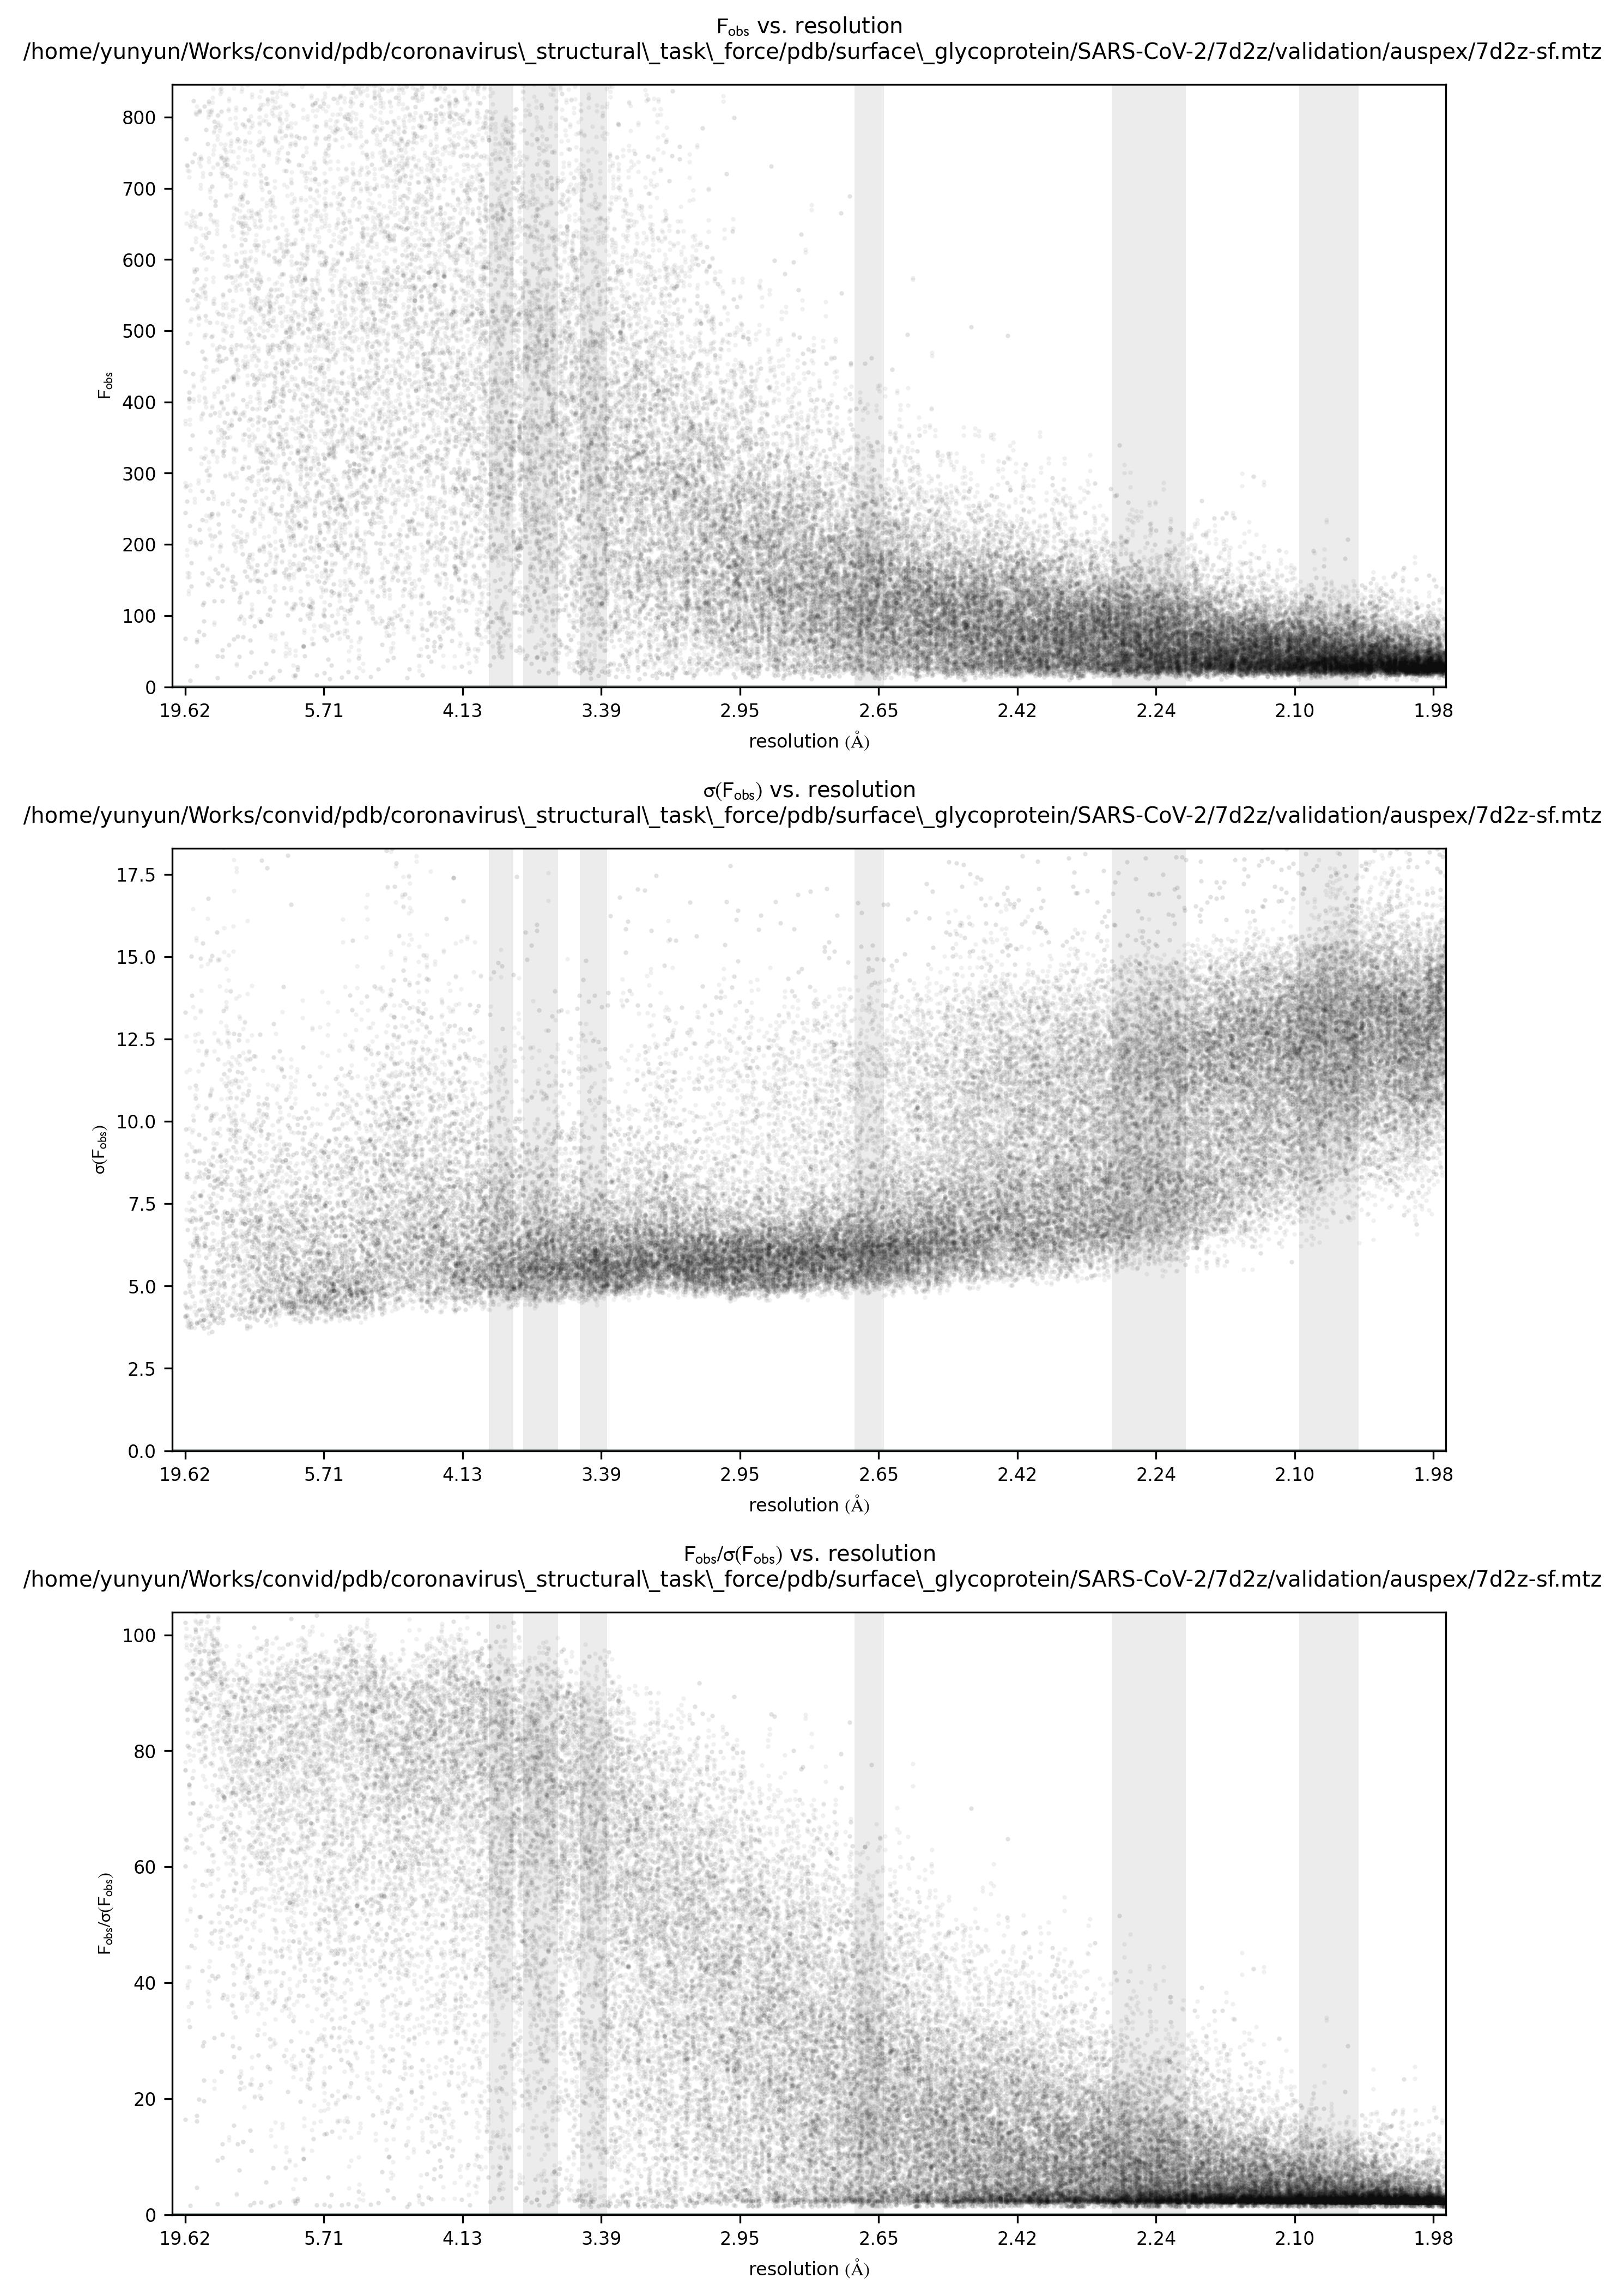 Fobs vs. resolution
/home/yunyun/Works/convid/pdb/coronavirus\_structural\_task\_force/pdb/surface\_glycoprotein/SARS-CoV-2/7d2z/validation/auspex/7d2z-sf.mtz
800
700
600
500
400
300
200
100
0
Fobs
19.62 5.71 4.13 3.39 2.95 2.65 2.42 2.24 2.10 1.98
resolution (Å)
σ(Fobs) vs. resolution
/home/yunyun/Works/convid/pdb/coronavirus\_structural\_task\_force/pdb/surface\_glycoprotein/SARS-CoV-2/7d2z/validation/auspex/7d2z-sf.mtz
17.5
15.0
12.5
10.0
7.5
5.0
2.5
0.0
σ(Fobs)
19.62 5.71 4.13 3.39 2.95 2.65 2.42 2.24 2.10 1.98
resolution (Å)
Fobs/σ(Fobs) vs. resolution
/home/yunyun/Works/convid/pdb/coronavirus\_structural\_task\_force/pdb/surface\_glycoprotein/SARS-CoV-2/7d2z/validation/auspex/7d2z-sf.mtz
100
80
60
40
20
0
Fobs/σ(Fobs)
19.62 5.71 4.13 3.39 2.95 2.65 2.42 2.24 2.10 1.98
resolution (Å)